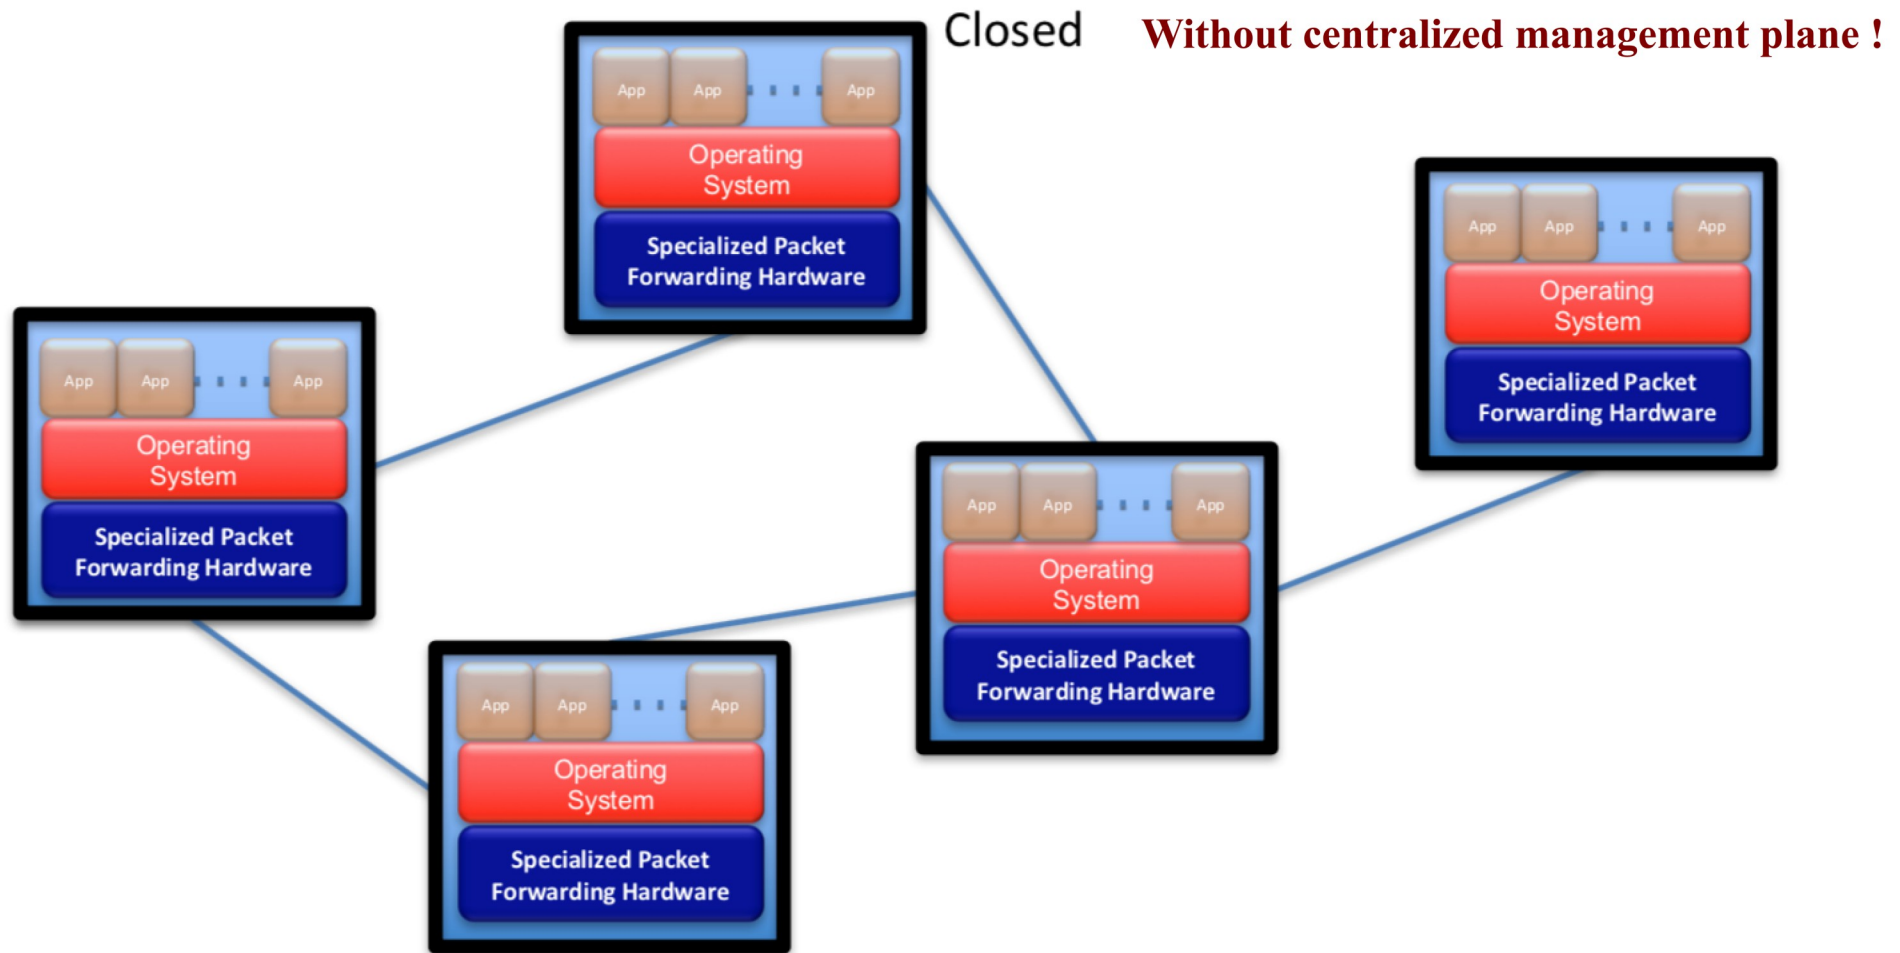 Closed
Without centralized management plane !
App
App
App
Operating
System
Specialized Packet
Forwarding Hardware
App
App
App
Operating
System
Specialized Packet
Forwarding Hardware
App
App
App
Operating
System
Specialized Packet
Forwarding Hardware
App
App
App
Operating
System
Specialized Packet
Forwarding Hardware
App
App
App
Operating
System
Specialized Packet
Forwarding Hardware